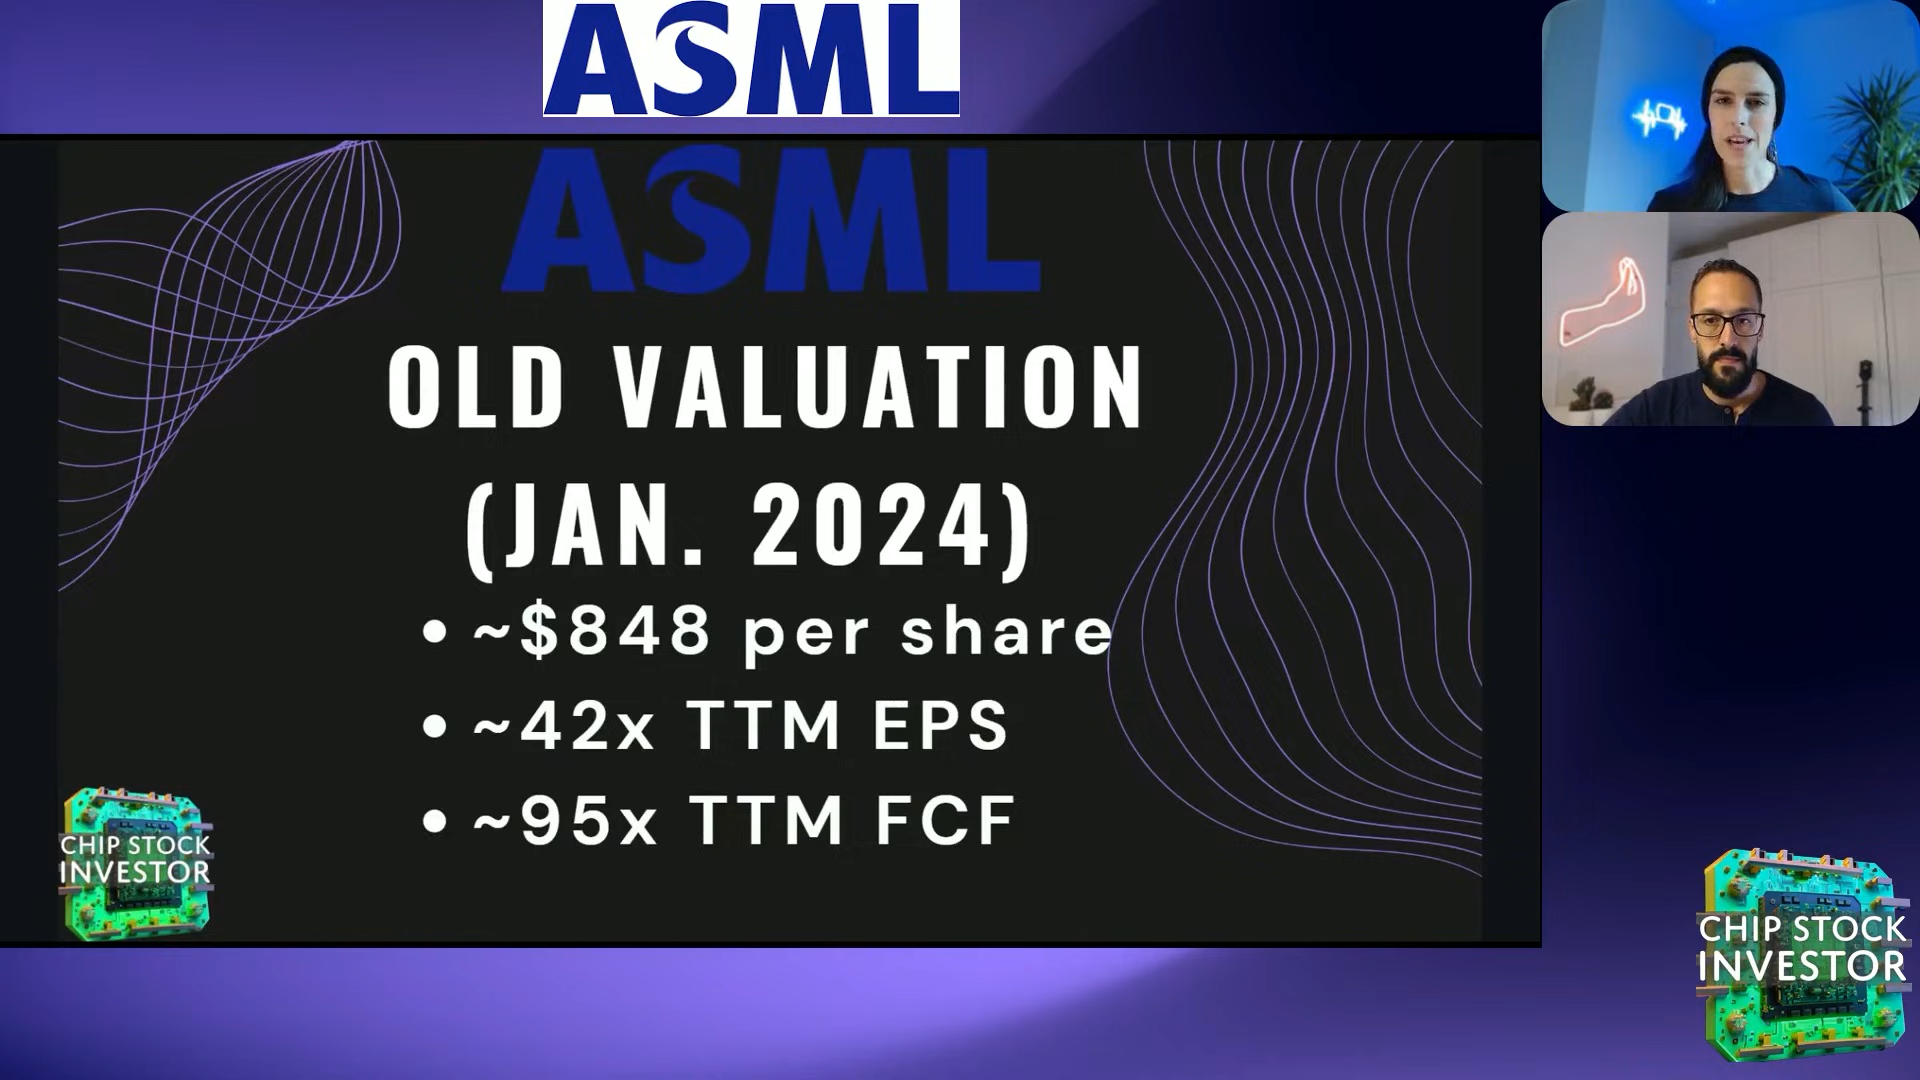 ASML
ASML
OLD VALUATION
(JAN. 2024)
• ~$848 per share
• ~42x TTM EPS
• ~95x TTM FCF
CHIP STOCK
INVESTOR
CHIP STOCK
INVESTOR